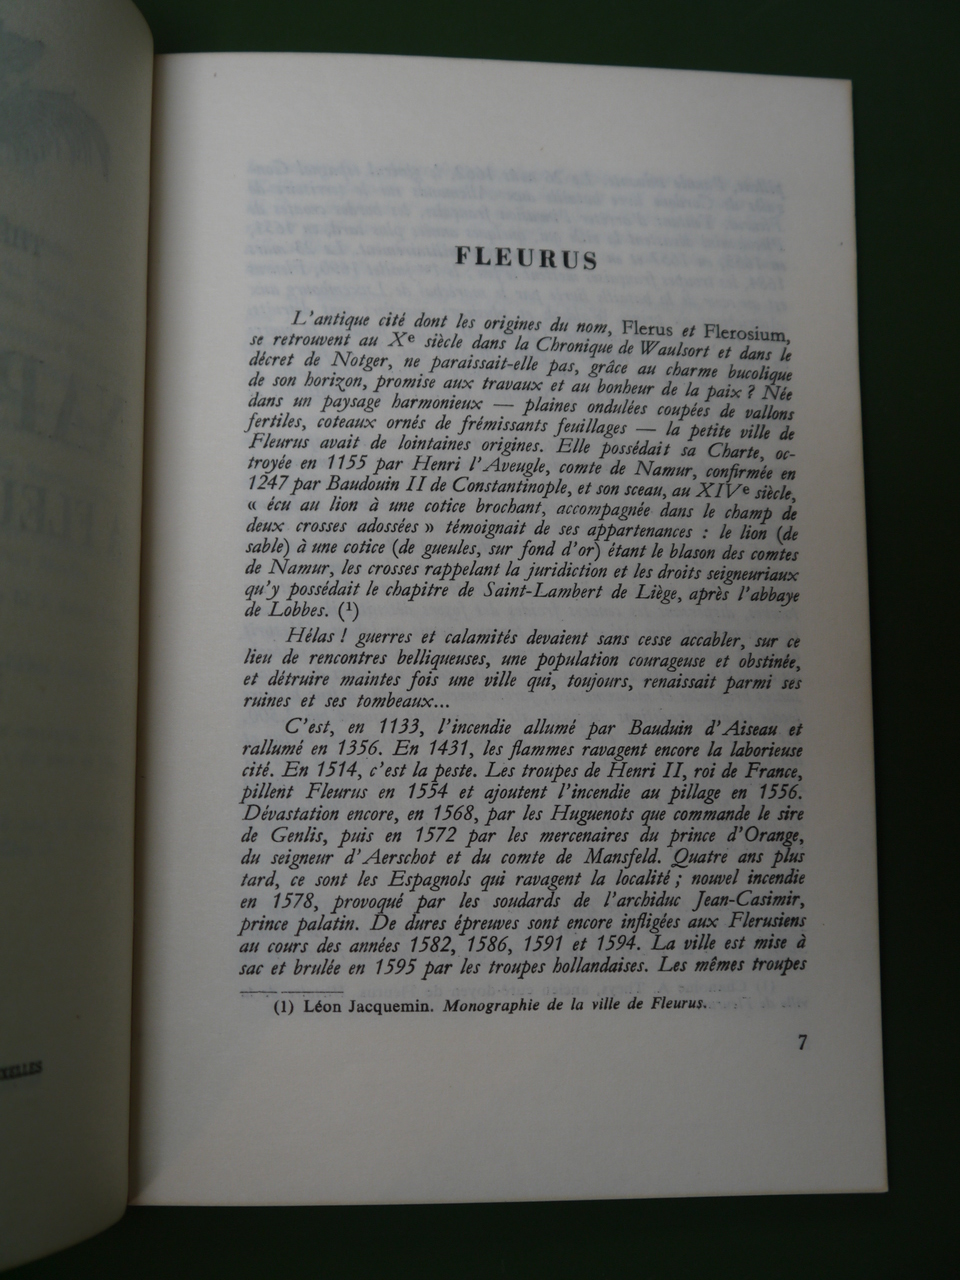 FLEURUS
L'antique cité dont les origines du nom, Flerus et Flerosium,
se retrouvent au Xe siècle dans la Chronique de Waulsort et dans le
décret de Notger, ne paraissait-elle pas, grâce au charme bucolique
de son horizon, promise aux travaux et au bonheur de la paix ? Née
dans un paysage harmonieux — plaines ondulées coupées de vallons
fertiles, coteaux ornés de frémissants feuillages — la petite ville de
Fleurus avait de lointaines origines. Elle possédait sa Charte, oc-
troyée en 1155 par Henri l'Aveugle, comte de Namur, confirmée en
1247 par Baudouin II de Constantinople, et son sceau, au XIVe siècle,
« écu au lion à une cotice brochant, accompagnée dans le champ de
deux crosses adossées » témoignait de ses appartenances : le lion (de
sable) à une cotice (de gueules, sur fond d'or) étant le blason des comtes
de Namur, les crosses rappelant la juridiction et les droits seigneuriaux
qu'y possédait le chapitre de Saint-Lambert de Liège, après l'abbaye
de Lobbes. (1)
Hélas ! guerres et calamités devaient sans cesse accabler, sur ce
lieu de rencontres belliqueuses, une population courageuse et obstinée,
et détruire maintes fois une ville qui, toujours, renaissait parmi ses
ruines et ses tombeaux...
C'est, en 1133, l'incendie allumé par Bauduin d'Aiseau et
rallumé en 1356. En 1431, les flammes ravagent encore la laborieuse
cité. En 1514, c'est la peste. Les troupes de Henri II, roi de France,
pillent Fleurus en 1554 et ajoutent l'incendie au pillage en 1556.
Dévastation encore, en 1568, par les Huguenots que commande le sire
de Genlis, puis en 1572 par les mercenaires du prince d'Orange,
du seigneur d'Aerschot et du comte de Mansfeld. Quatre ans plus
tard, ce sont les Espagnols qui ravagent la localité ; nouvel incendie
en 1578, provoqué par les soudards de l'archiduc Jean-Casimir,
prince palatin. De dures épreuves sont encore infligées aux Flerusiens
au cours des années 1582, 1586, 1591 et 1594. La ville est mise à
sac et brulée en 1595 par les troupes hollandaises. Les mêmes troupes
(1) Léon Jacquemin. Monographie de la ville de Fleurus.
7